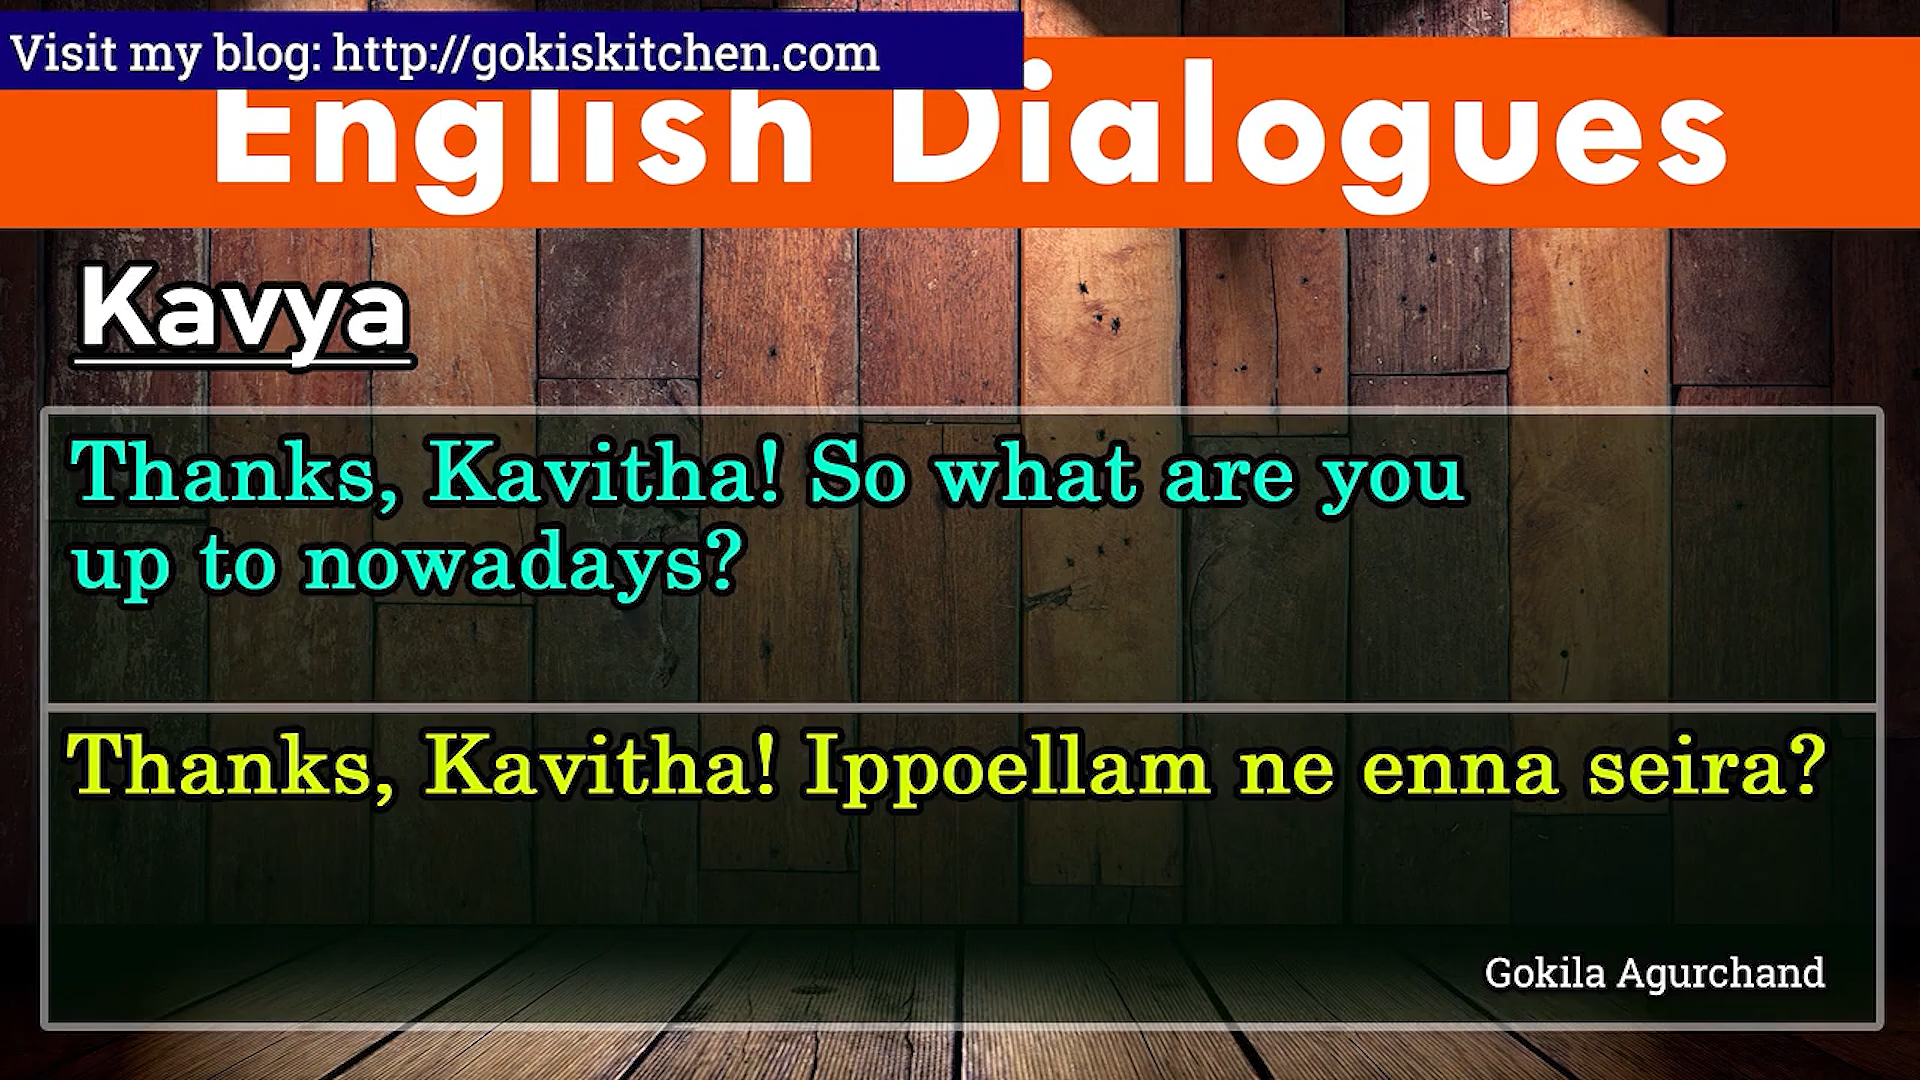 Visit my blog: http://gokiskitchen.com
English Dialogues
Kavya
Thanks, Kavitha! So what are you
up to nowadays?
Thanks, Kavitha! Ippoellam ne enna seira?
Gokila Agurchand